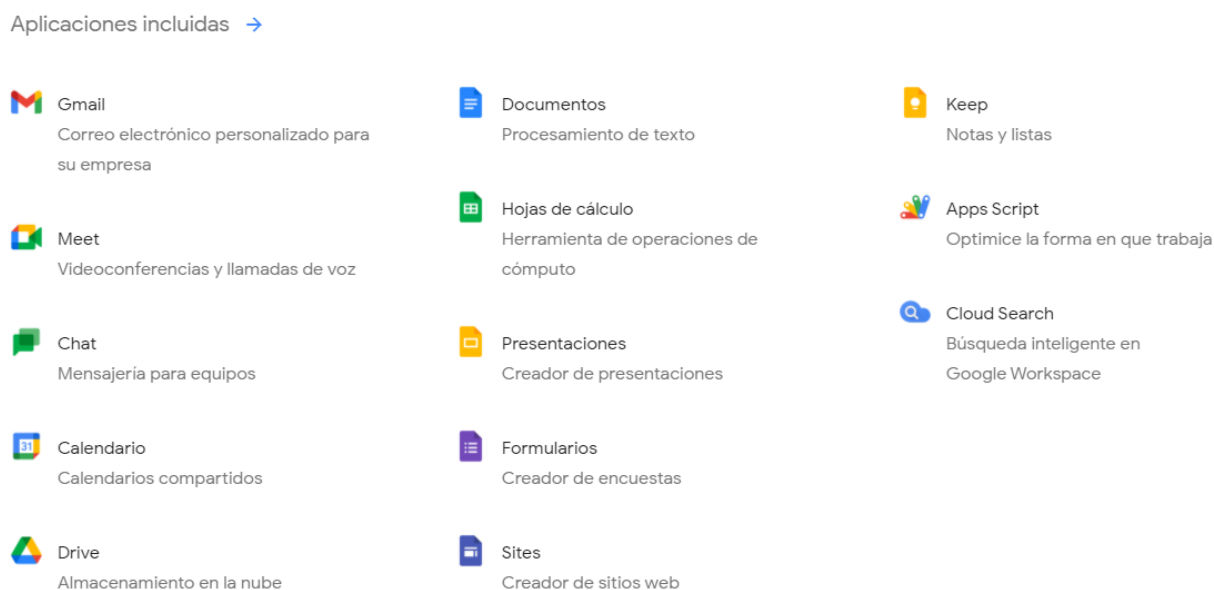 Aplicaciones incluidas →
Gmail
Correo electrónico personalizado para
su empresa
Meet
Videoconferencias y llamadas de voz
Chat
Mensajería para equipos
31
Calendario
Calendarios compartidos
Drive
Almacenamiento en la nube
Documentos
Procesamiento de texto
Hojas de cálculo
Herramienta de operaciones de
cómputo
Presentaciones
Creador de presentaciones
Formularios
Creador de encuestas
Sites
Creador de sitios web
Keep
Notas y listas
Apps Script
Optimice la forma en que trabaja
Cloud Search
Búsqueda inteligente en
Google Workspace